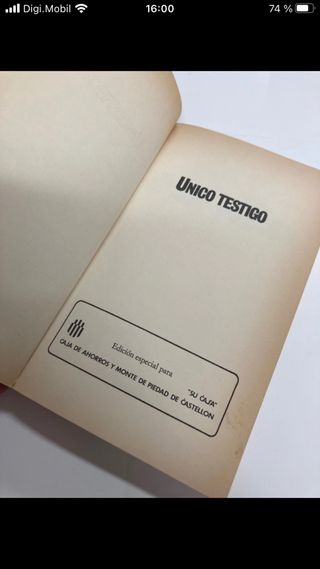 Digi.Mobil
16:00
74 %
UNICO TESTIGO
Edición especial para
"SU CAJA"
CAJA DE AHORROS Y MONTE DE PIEDAD DE CASTELLON